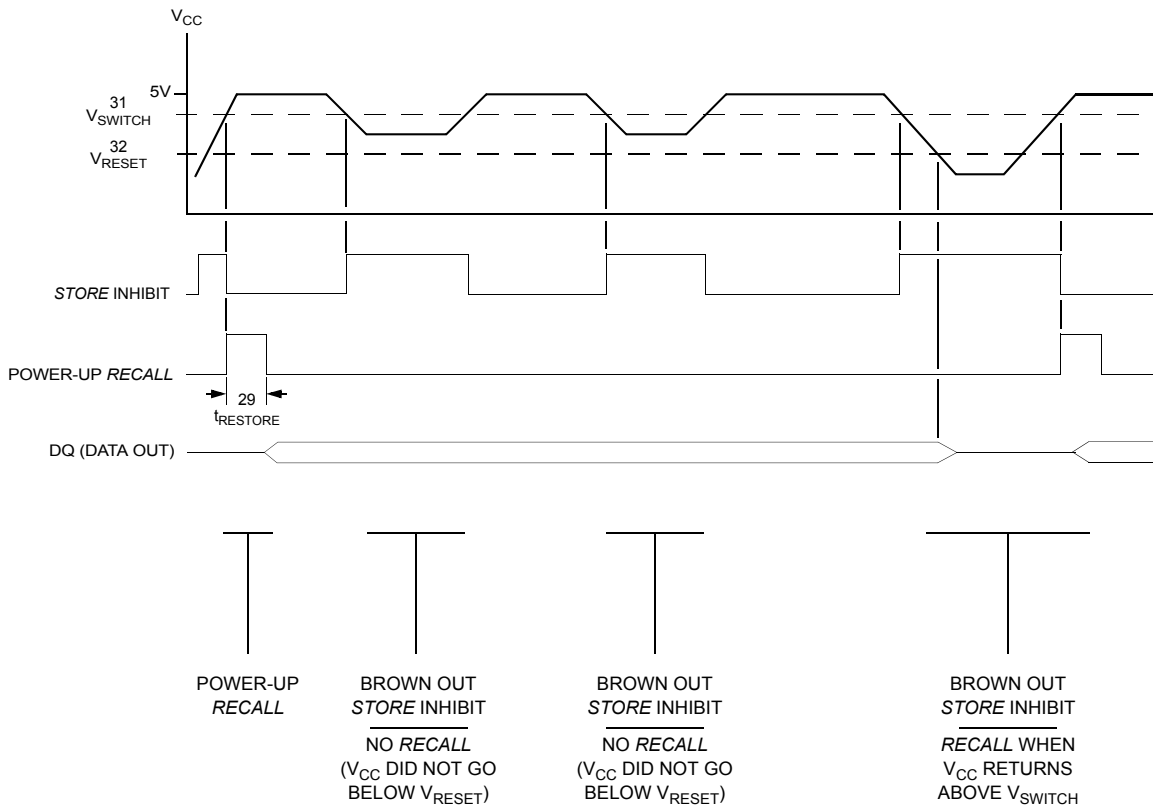 VCC
5V
31
VSWITCH
32
VRESET
STORE INHIBIT
POWER-UP RECALL
29
tRESTORE
DQ (DATA OUT)
POWER-UP
RECALL
BROWN OUT
STORE INHIBIT
NO RECALL
(VCC DID NOT GO
BELOW VRESET)
BROWN OUT
STORE INHIBIT
NO RECALL
(VCC DID NOT GO
BELOW VRESET)
BROWN OUT
STORE INHIBIT
RECALL WHEN
VCC RETURNS
ABOVE VSWITCH